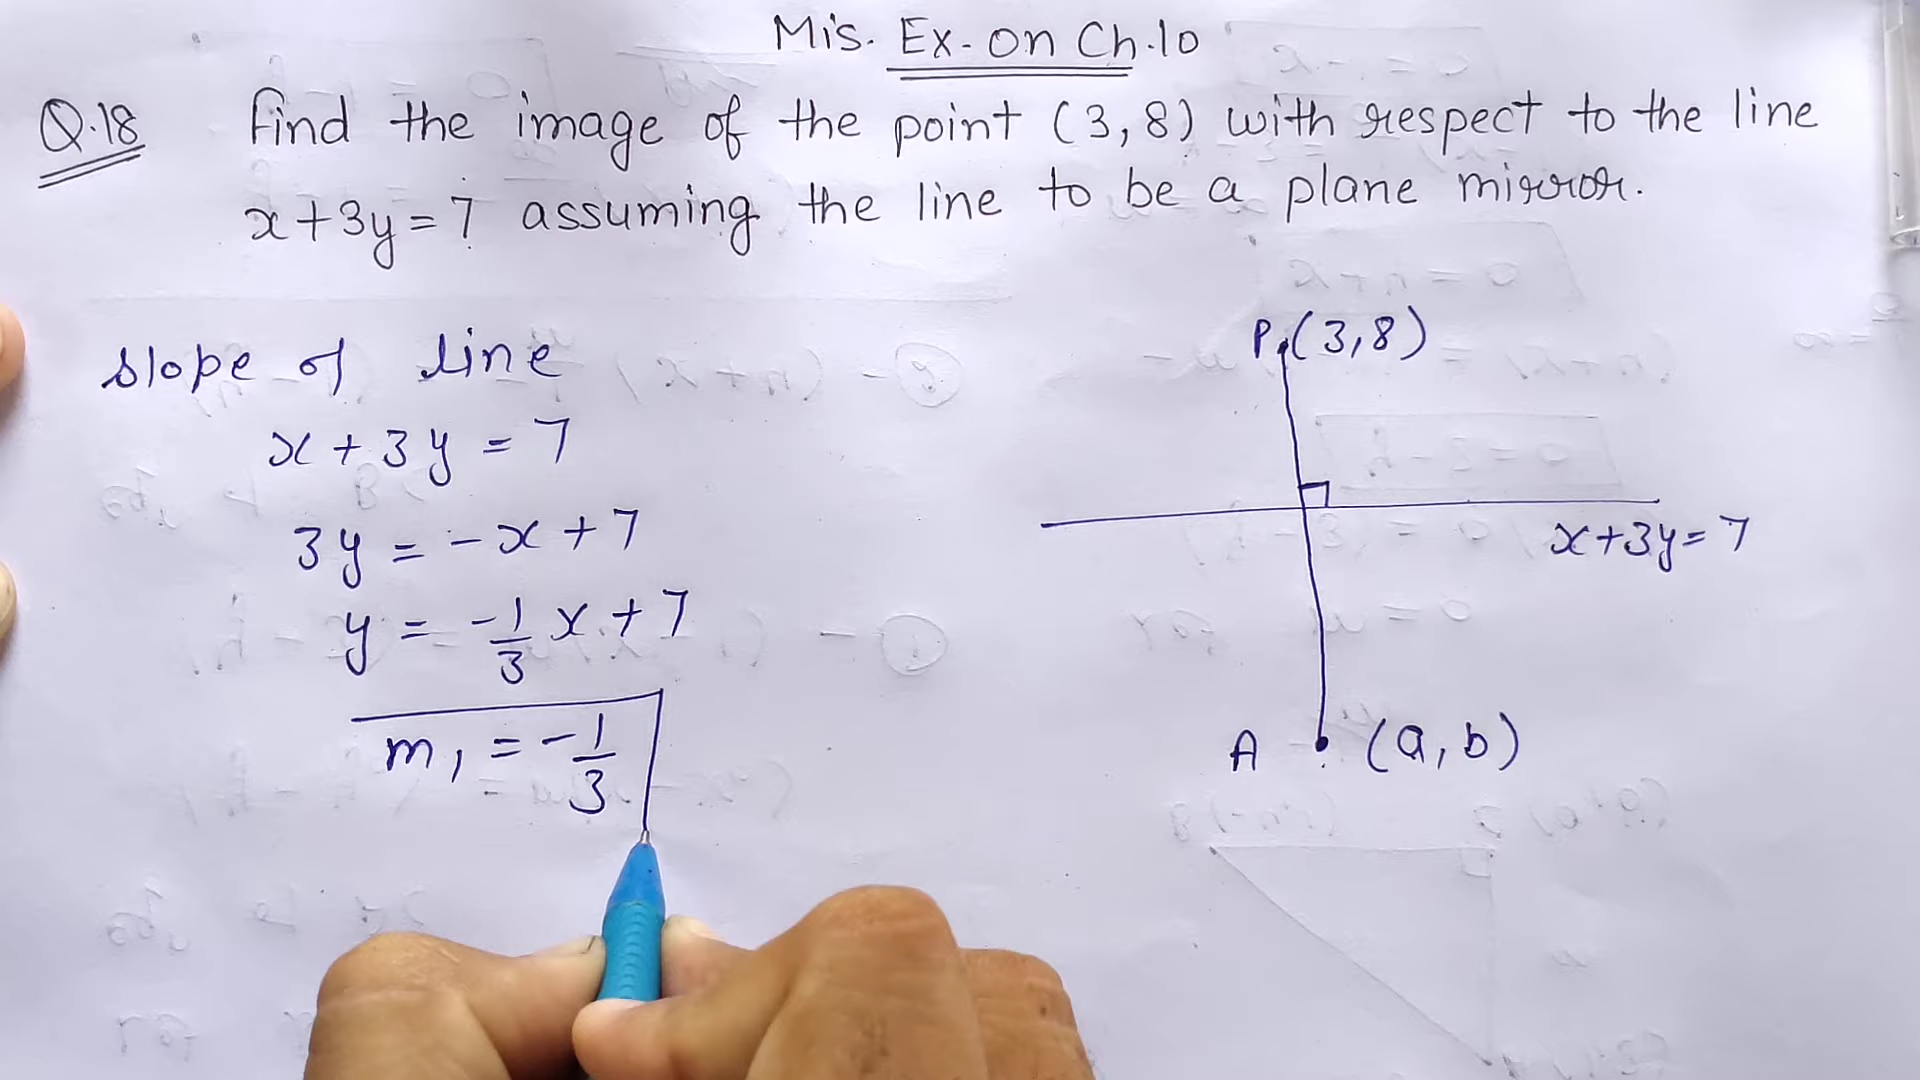 Mis. Ex-on Ch.10
Q.18 Find the image of the point (3,8) with respect to the line
x+3y=7 assuming the line to be a plane mirror.
slope of line
x+3y=7
3y=-x+7
y=-1/3 x+7
m₁=-1/3
P(3,8)
x+3y=7
A (a,b)